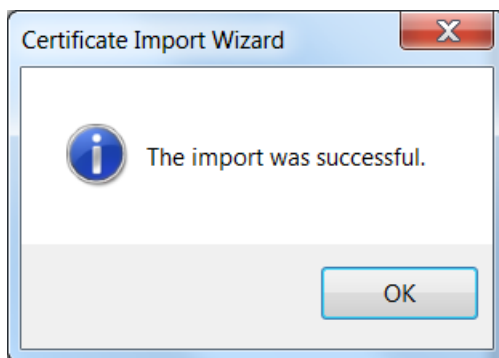 Certificate Import Wizard
The import was successful.
OK